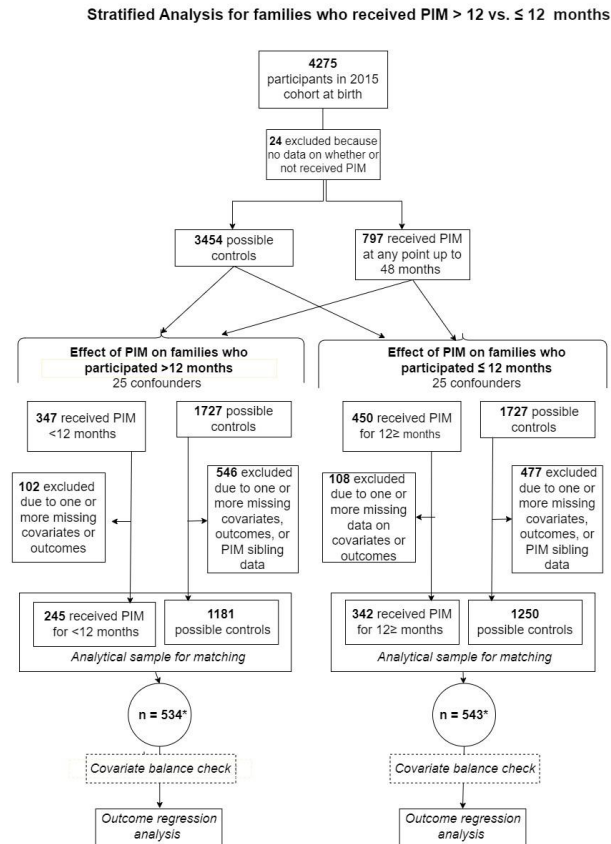 Stratified Analysis for families who received PIM > 12 vs. ≤ 12 months
4275
participants in 2015
cohort at birth
24 excluded because
no data on whether or
not received PIM
3454 possible
controls
797 received PIM
at any point up to
48 months
Effect of PIM on families who
participated >12 months
25 confounders
Effect of PIM on families who
participated ≤ 12 months
25 confounders
347 received PIM
<12 months
1727 possible
controls
450 received PIM
for 12≥ months
1727 possible
controls
102 excluded
due to one or
more missing
covariates or
outcomes
546 excluded
due to one or
more missing
covariates,
outcomes, or
PIM sibling
data
108 excluded
due to one or
more missing
data on
covariates or
outcomes
477 excluded
due to one or
more missing
covariates,
outcomes, or
PIM sibling
data
245 received PIM
for <12 months
1181
possible controls
Analytical sample for matching
342 received PIM
for 12≥ months
1250
possible controls
Analytical sample for matching
n = 534*
n = 543*
Covariate balance check
Covariate balance check
Outcome regression
analysis
Outcome regression
analysis